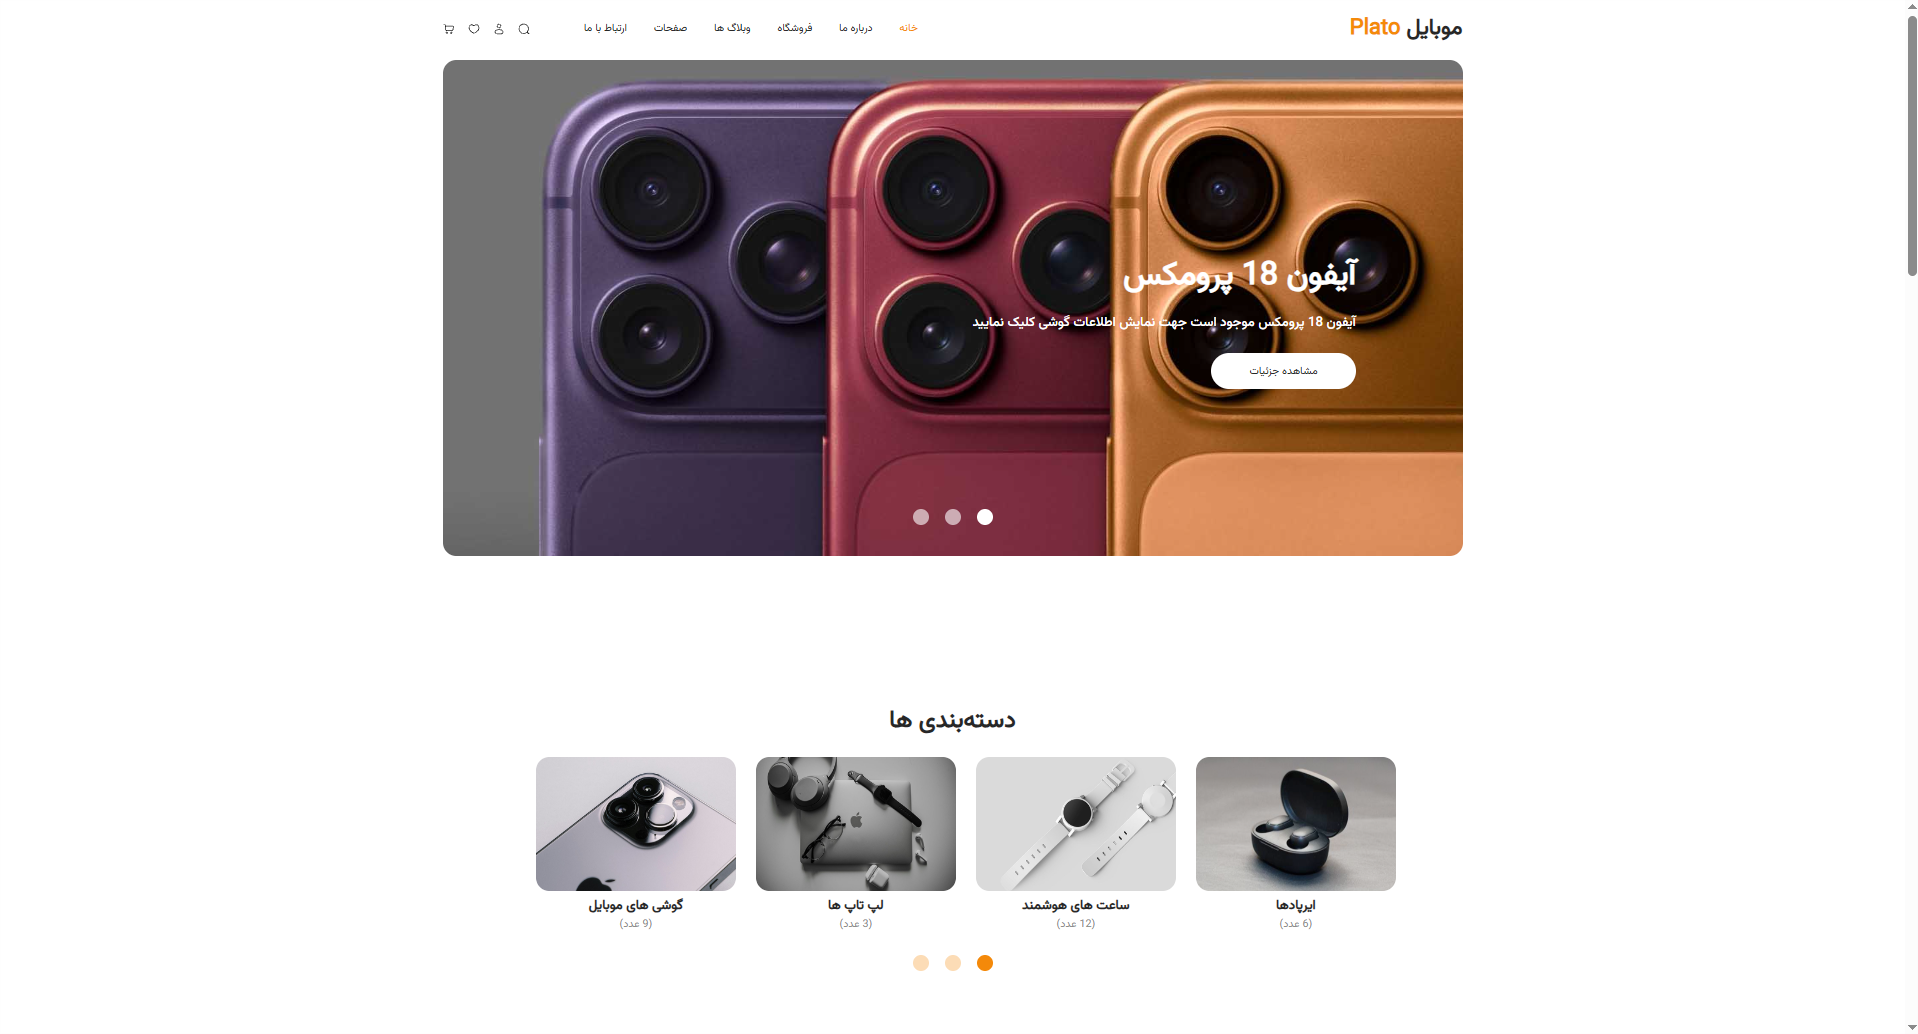 موبایل Plato
خانه
درباره ما
فروشگاه
وبلاگ ها
صفحات
ارتباط با ما
آیفون 18 پرومکس
آیفون 18 پرومکس موجود است جهت نمایش اطلاعات گوشی کلیک نمایید
مشاهده جزئیات
دسته‌بندی ها
ایرپادها
(6 عدد)
ساعت های هوشمند
(12 عدد)
لپ تاپ ها
(3 عدد)
گوشی های موبایل
(9 عدد)